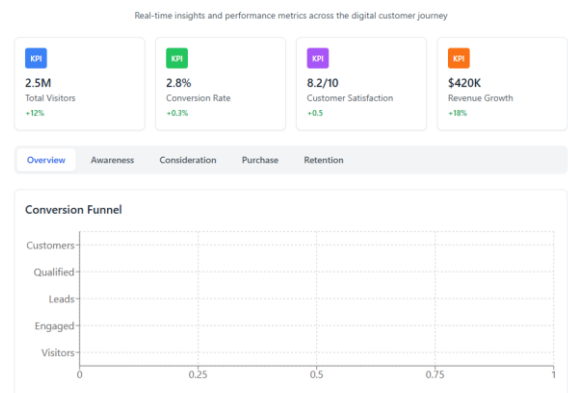 Real-time insights and performance metrics across the digital customer journey
KPI
KPI
KPI
KPI
2.5M
2.8%
8.2/10
$420K
Total Visitors
Conversion Rate
Customer Satisfaction
Revenue Growth
+12%
+0.3%
+0.5
+18%
Overview
Awareness
Consideration
Purchase
Retention
Conversion Funnel
Customers
Qualified
Leads
Engaged
Visitors
0
0.25
0.5
0.75
1